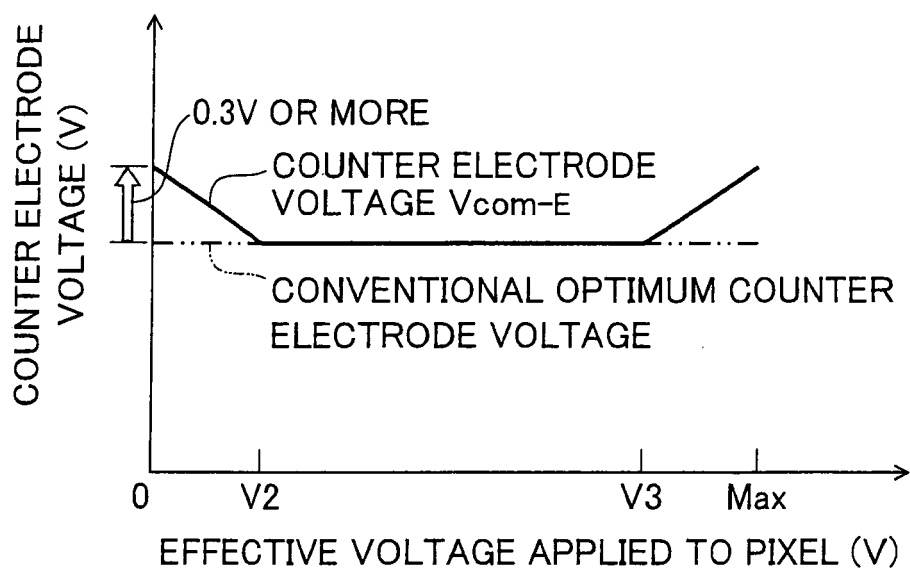 COUNTER ELECTRODE
VOLTAGE (V)
0.3V OR MORE
COUNTER ELECTRODE
VOLTAGE Vcom-E
CONVENTIONAL OPTIMUM COUNTER
ELECTRODE VOLTAGE
0 V2 V3 Max
EFFECTIVE VOLTAGE APPLIED TO PIXEL (V)